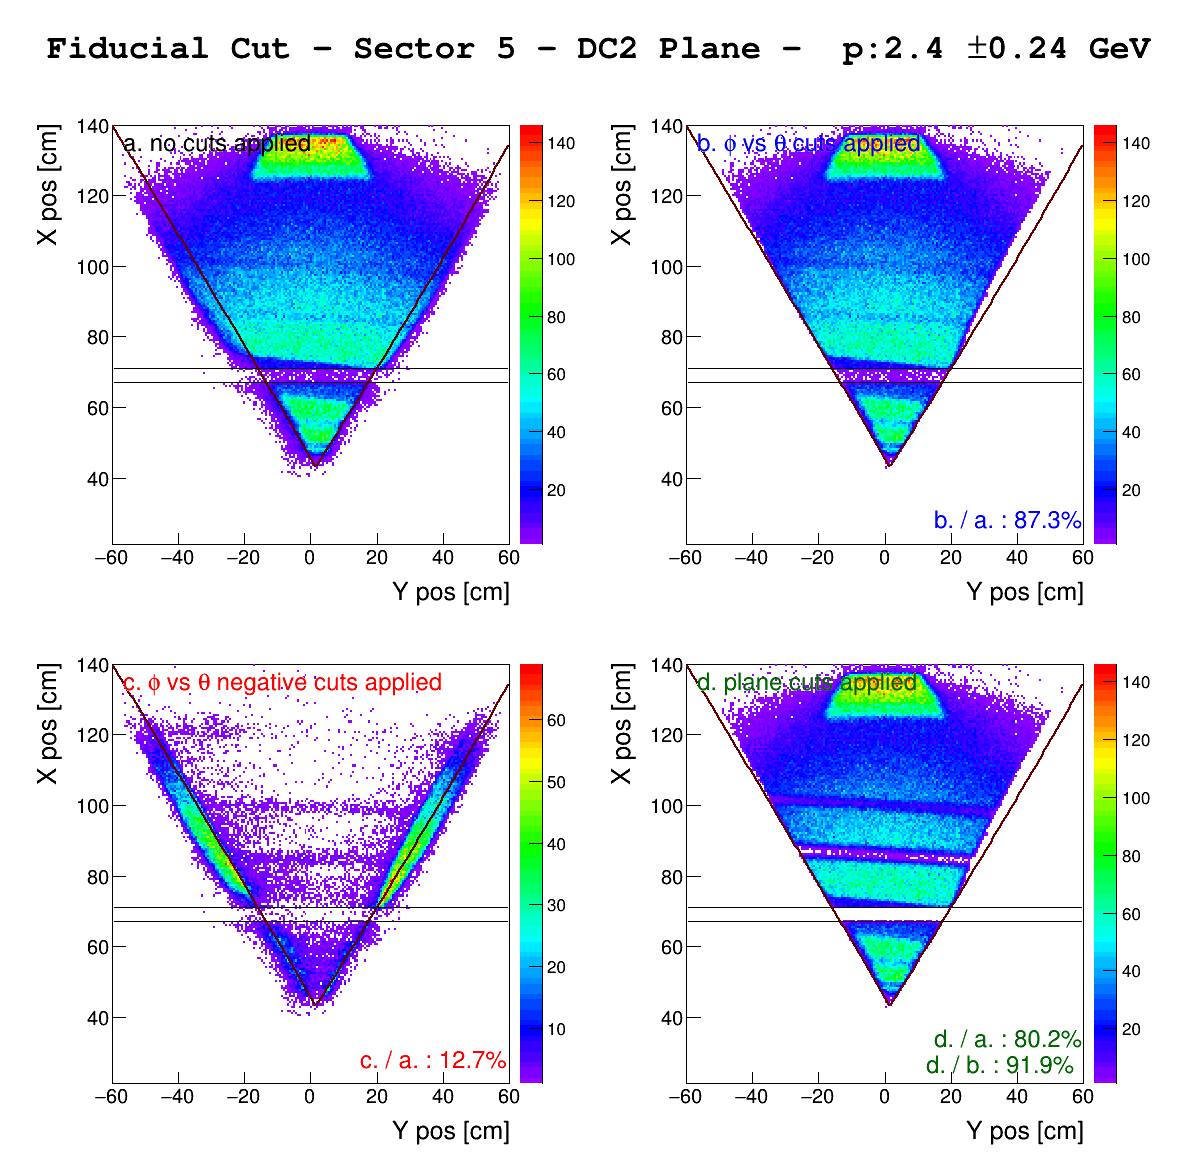 Fiducial Cut – Sector 5 – DC2 Plane – p:2.4 ±0.24 GeV
X pos [cm]
a. no cuts applied
140
120
100
80
60
40
−60 −40 −20 0 20 40 60
Y pos [cm]
140
120
100
80
60
40
20
X pos [cm]
b. ϕ vs θ cuts applied
140
120
100
80
60
40
b. / a. : 87.3%
−60 −40 −20 0 20 40 60
Y pos [cm]
140
120
100
80
60
40
20
X pos [cm]
c. ϕ vs θ negative cuts applied
140
120
100
80
60
40
c. / a. : 12.7%
−60 −40 −20 0 20 40 60
Y pos [cm]
60
50
40
30
20
10
X pos [cm]
d. plane cuts applied
140
120
100
80
60
40
d. / a. : 80.2%
d. / b. : 91.9%
−60 −40 −20 0 20 40 60
Y pos [cm]
140
120
100
80
60
40
20